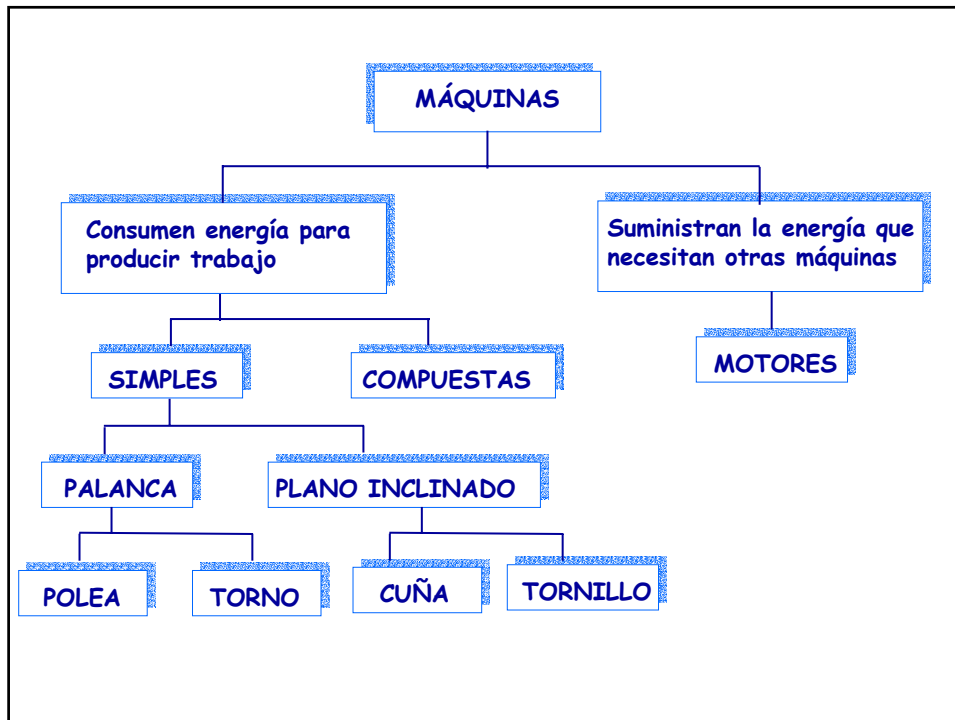 MÁQUINAS
Consumen energía para
producir trabajo
Suministran la energía que
necesitan otras máquinas
SIMPLES
COMPUESTAS
MOTORES
PALANCA
PLANO INCLINADO
POLEA
TORNO
CUÑA
TORNILLO